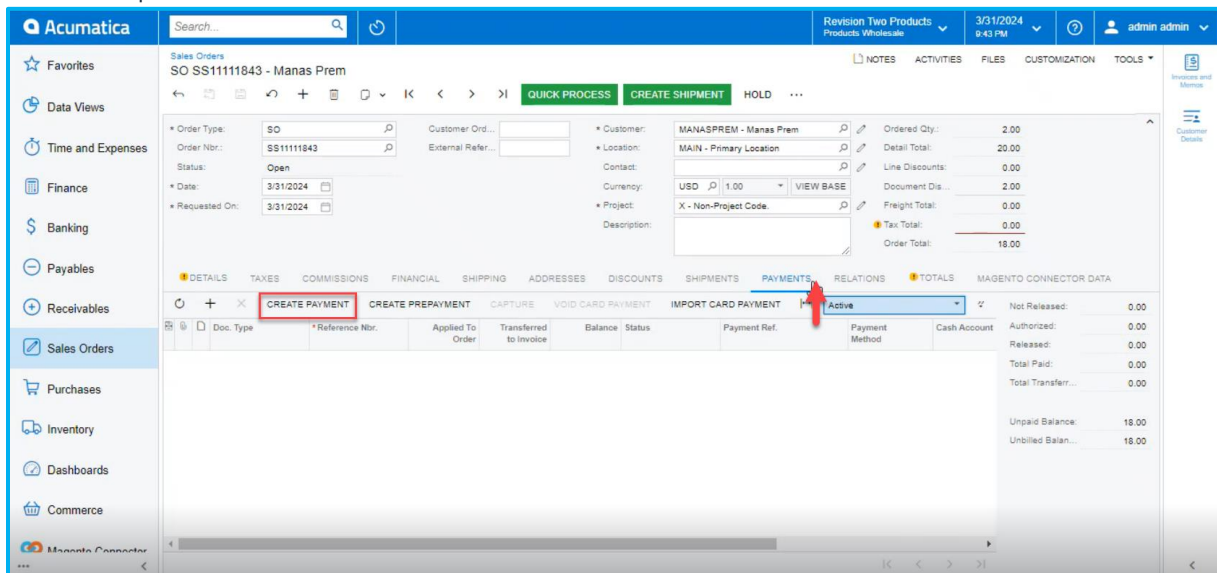 Acumatica
Search...
Revision Two Products
Products Wholesale
3/31/2024
9:43 PM
admin admin
Favorites
Data Views
Time and Expenses
Finance
Banking
Payables
Receivables
Sales Orders
Purchases
Inventory
Dashboards
Commerce
Magento Connector
...
Sales Orders
SO SS11111843 - Manas Prem
NOTES ACTIVITIES FILES CUSTOMIZATION TOOLS
QUICK PROCESS CREATE SHIPMENT HOLD ...
* Order Type: SO Customer Ord... * Customer: MANASPREM - Manas Prem Ordered Qty.: 2.00
Order Nbr.: SS11111843 External Refer... * Location: MAIN - Primary Location Detail Total: 20.00
Status: Open Contact: Line Discounts: 0.00
* Date: 3/31/2024 Currency: USD 1.00 VIEW BASE Document Dis... 2.00
* Requested On: 3/31/2024 * Project: X - Non-Project Code. Freight Total: 0.00
Description: Tax Total: 0.00
Order Total: 18.00
DETAILS TAXES COMMISSIONS FINANCIAL SHIPPING ADDRESSES DISCOUNTS SHIPMENTS PAYMENTS RELATIONS TOTALS MAGENTO CONNECTOR DATA
CREATE PAYMENT CREATE PREPAYMENT CAPTURE VOID CARD PAYMENT IMPORT CARD PAYMENT Active
Doc. Type * Reference Nbr. Applied To Order Transferred to Invoice Balance Status Payment Ref. Payment Method Cash Account
Not Released: 0.00
Authorized: 0.00
Released: 0.00
Total Paid: 0.00
Total Transferr... 0.00
Unpaid Balance: 18.00
Unbilled Balan... 18.00
Invoices and
Memos
Customer
Details